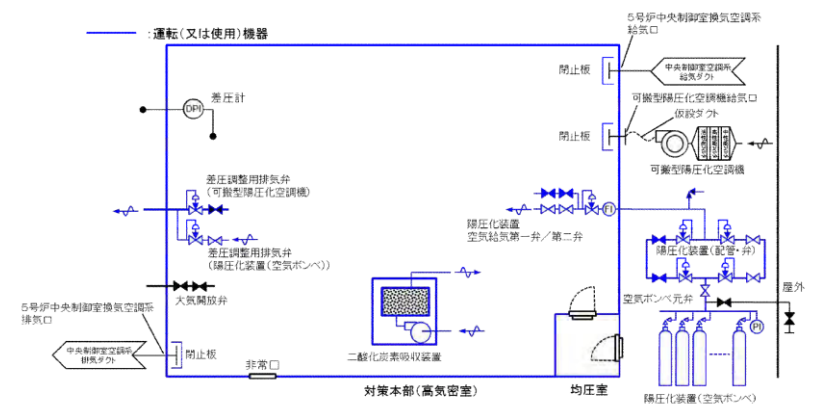 :運転(又は使用)機器
5号炉中央制御室換気空調系
給気口
閉止板
中央制御室空調系
給気ダクト
差圧計
DPI
可搬型陽圧化空調機給気口
仮設ダクト
閉止板
可搬型陽圧化空調機
差圧調整用排気弁
(可搬型陽圧化空調機)
陽圧化装置
空気給気第一弁/第二弁
FI
陽圧化装置(配管・弁)
差圧調整用排気弁
(陽圧化装置(空気ボンベ))
大気開放弁
空気ボンベ元弁
屋外
5号炉中央制御室換気空調系
排気口
PI
中央制御室空調系
排気ダクト
閉止板
二酸化炭素吸収装置
非常口
対策本部(高気密室)
均圧室
陽圧化装置(空気ボンベ)